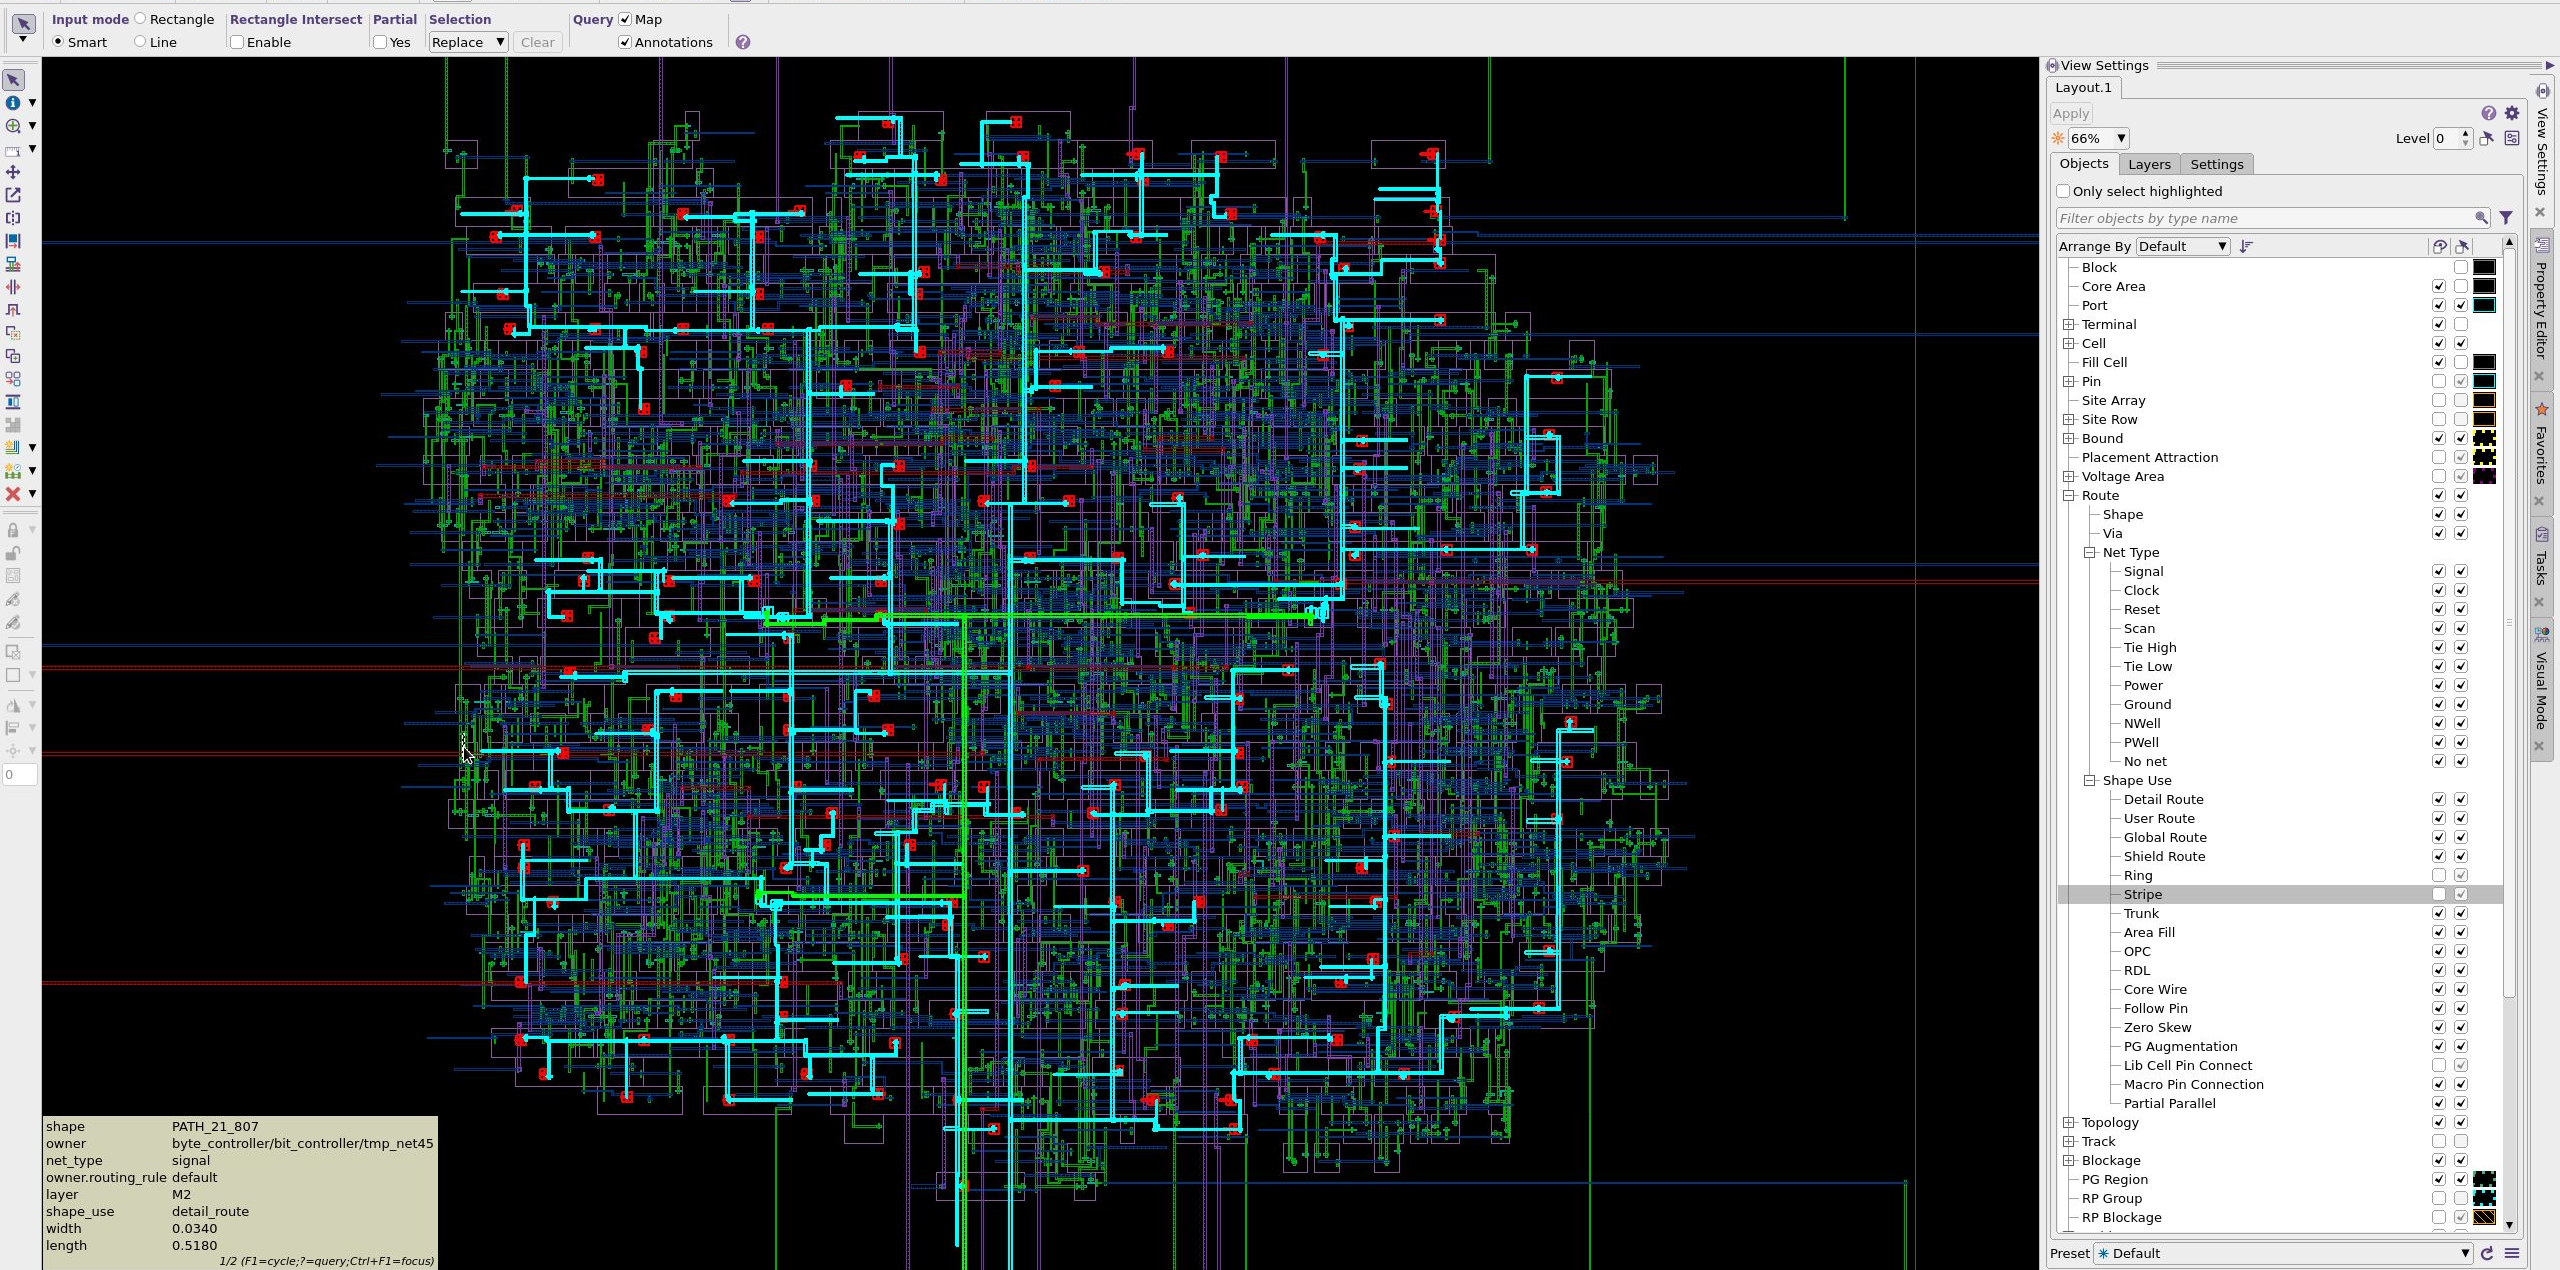 Input mode Rectangle Rectangle Intersect Partial Selection Query Map
Smart Line Enable Yes Replace Clear Annotations
0
shape PATH_21_807
owner byte_controller/bit_controller/tmp_net45
net_type signal
owner.routing_rule default
layer M2
shape_use detail_route
width 0.0340
length 0.5180
1/2 (F1=cycle;?=query;Ctrl+F1=focus)
View Settings
Layout.1
Apply
66% Level 0
Objects Layers Settings
Only select highlighted
Filter objects by type name
Arrange By Default
Block
Core Area
Port
Terminal
Cell
Fill Cell
Pin
Site Array
Site Row
Bound
Placement Attraction
Voltage Area
Route
Shape
Via
Net Type
Signal
Clock
Reset
Scan
Tie High
Tie Low
Power
Ground
NWell
PWell
No net
Shape Use
Detail Route
User Route
Global Route
Shield Route
Ring
Stripe
Trunk
Area Fill
OPC
RDL
Core Wire
Follow Pin
Zero Skew
PG Augmentation
Lib Cell Pin Connect
Macro Pin Connection
Partial Parallel
Topology
Track
Blockage
PG Region
RP Group
RP Blockage
Preset Default
View Settings
Property Editor
Favorites
Tasks
Visual Mode